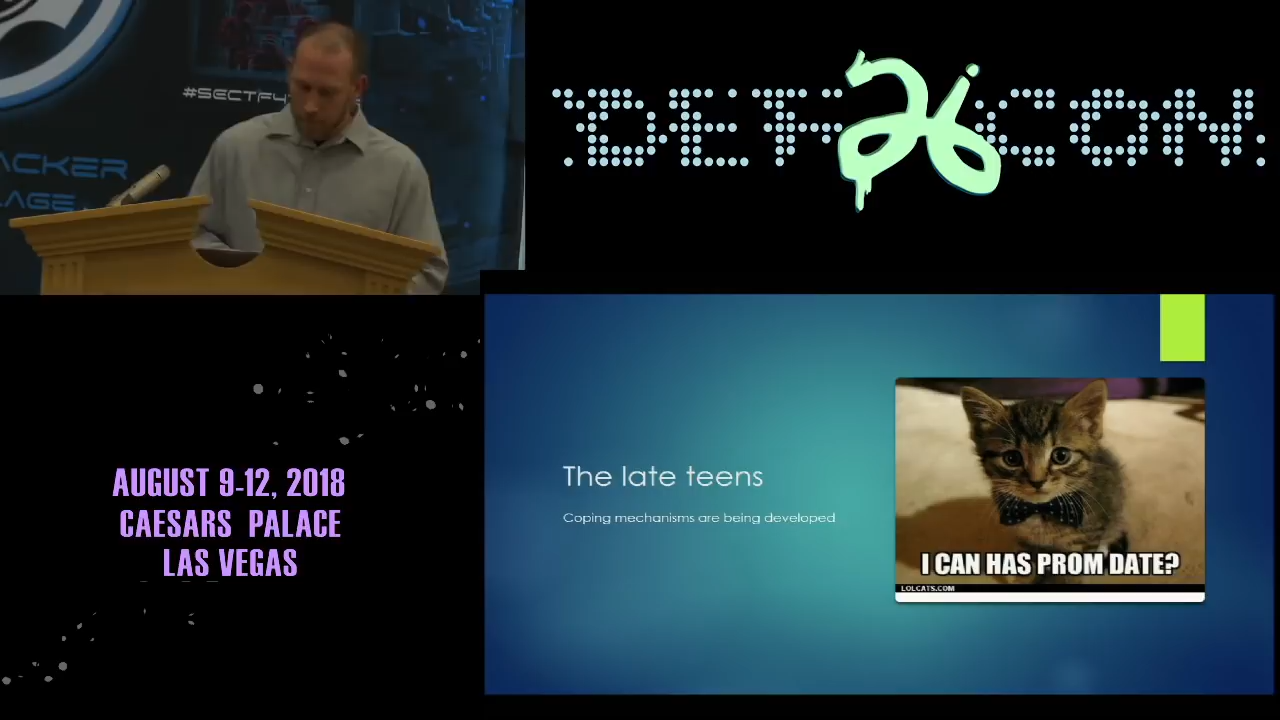 #SECTF4
ACKER
LAGE
DEF 26 CON
AUGUST 9-12, 2018
CAESARS PALACE
LAS VEGAS
The late teens
Coping mechanisms are being developed
I CAN HAS PROM DATE?
LOLCATS.COM